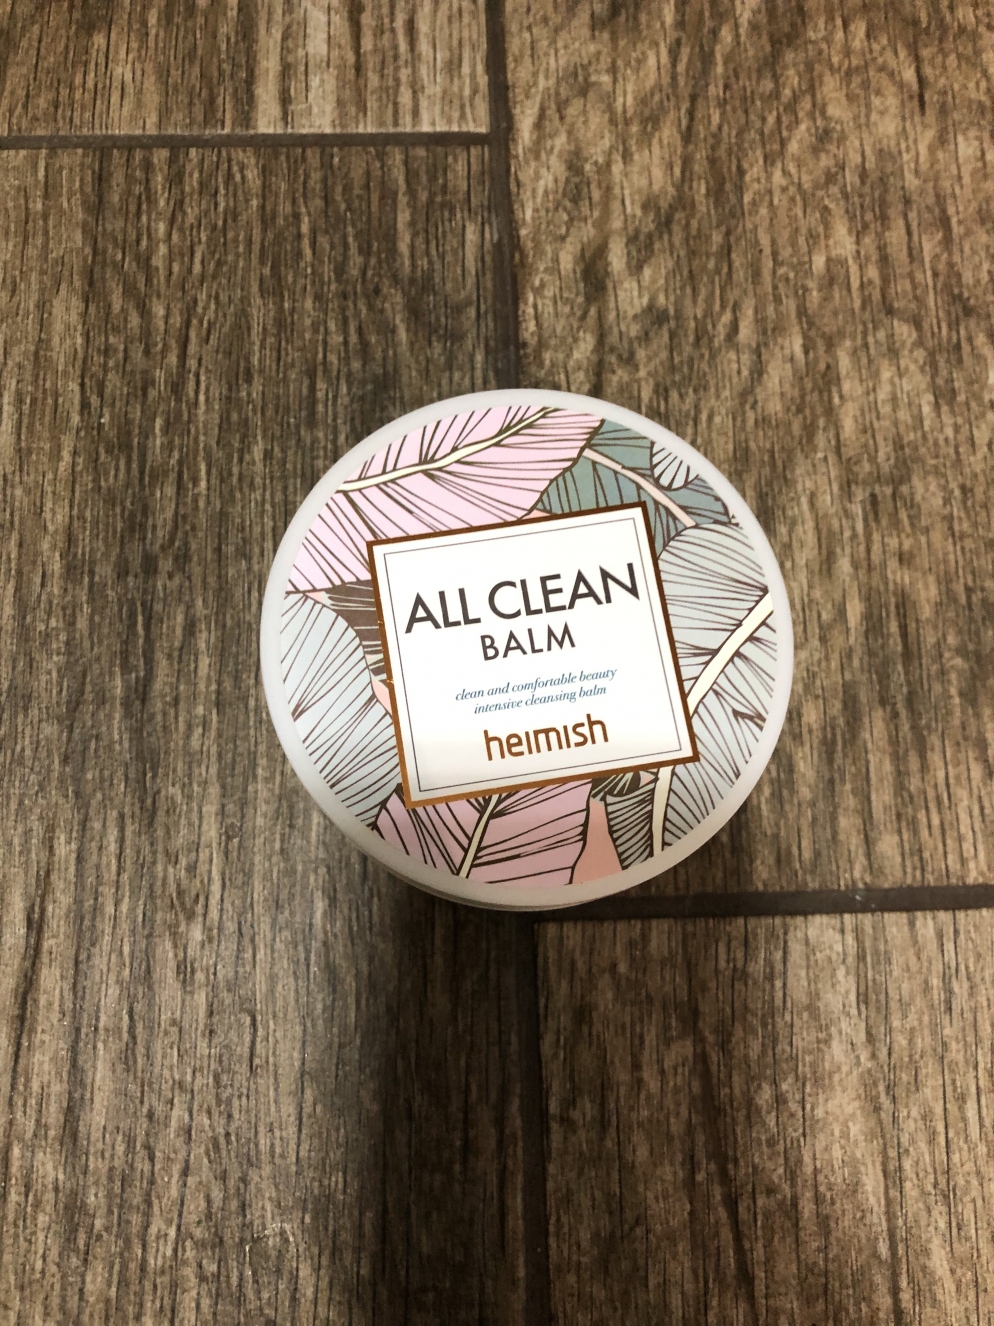 ALL CLEAN
BALM
clean and comfortable beauty
intensive cleansing balm
heimish